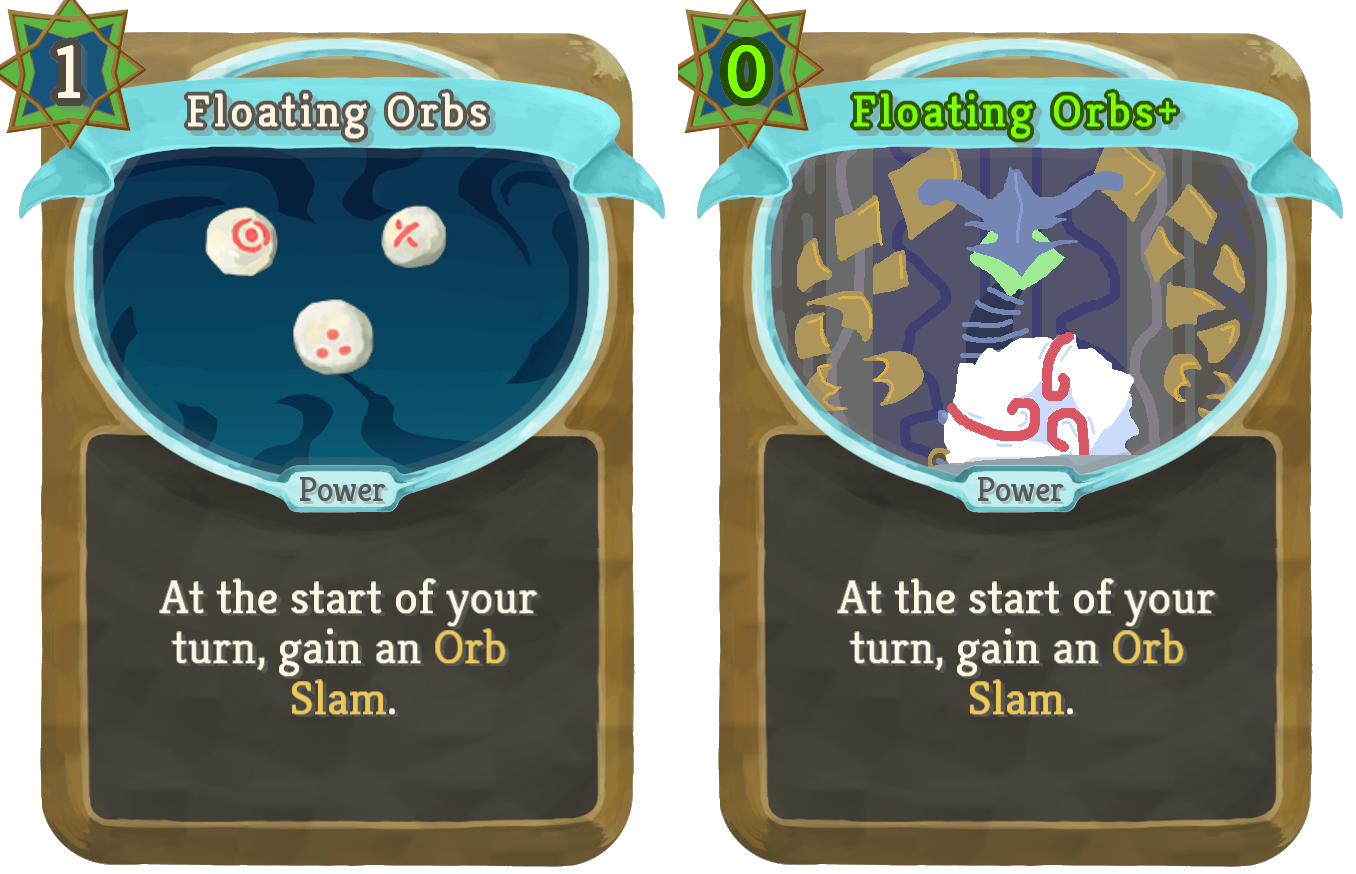 1
Floating Orbs
Power
At the start of your
turn, gain an Orb
Slam.
0
Floating Orbs+
Power
At the start of your
turn, gain an Orb
Slam.